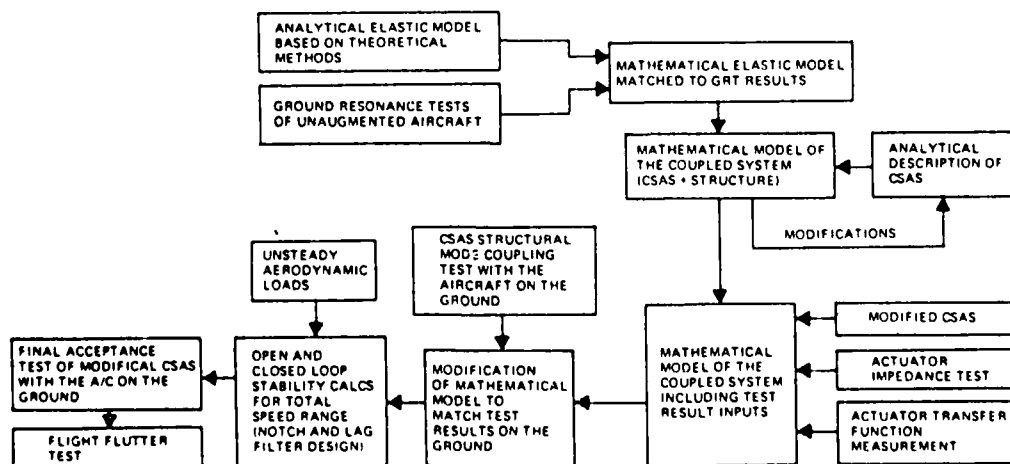 ANALYTICAL ELASTIC MODEL
BASED ON THEORETICAL
METHODS
GROUND RESONANCE TESTS
OF UNAUGMENTED AIRCRAFT
MATHEMATICAL ELASTIC MODEL
MATCHED TO GRT RESULTS
MATHEMATICAL MODEL OF
THE COUPLED SYSTEM
(CSAS + STRUCTURE)
ANALYTICAL
DESCRIPTION OF
CSAS
MODIFICATIONS
UNSTEADY
AERODYNAMIC
LOADS
CSAS STRUCTURAL
MODE COUPLING
TEST WITH THE
AIRCRAFT ON THE
GROUND
FINAL ACCEPTANCE
TEST OF MODIFICAL CSAS
WITH THE A/C ON THE
GROUND
FLIGHT FLUTTER
TEST
OPEN AND
CLOSED LOOP
STABILITY CALCS
FOR TOTAL
SPEED RANGE
(NOTCH AND LAG
FILTER DESIGN)
MODIFICATION
OF MATHEMATICAL
MODEL TO
MATCH TEST
RESULTS ON THE
GROUND
MATHEMATICAL
MODEL OF THE
COUPLED SYSTEM
INCLUDING TEST
RESULT INPUTS
MODIFIED CSAS
ACTUATOR
IMPEDANCE TEST
ACTUATOR TRANSFER
FUNCTION
MEASUREMENT